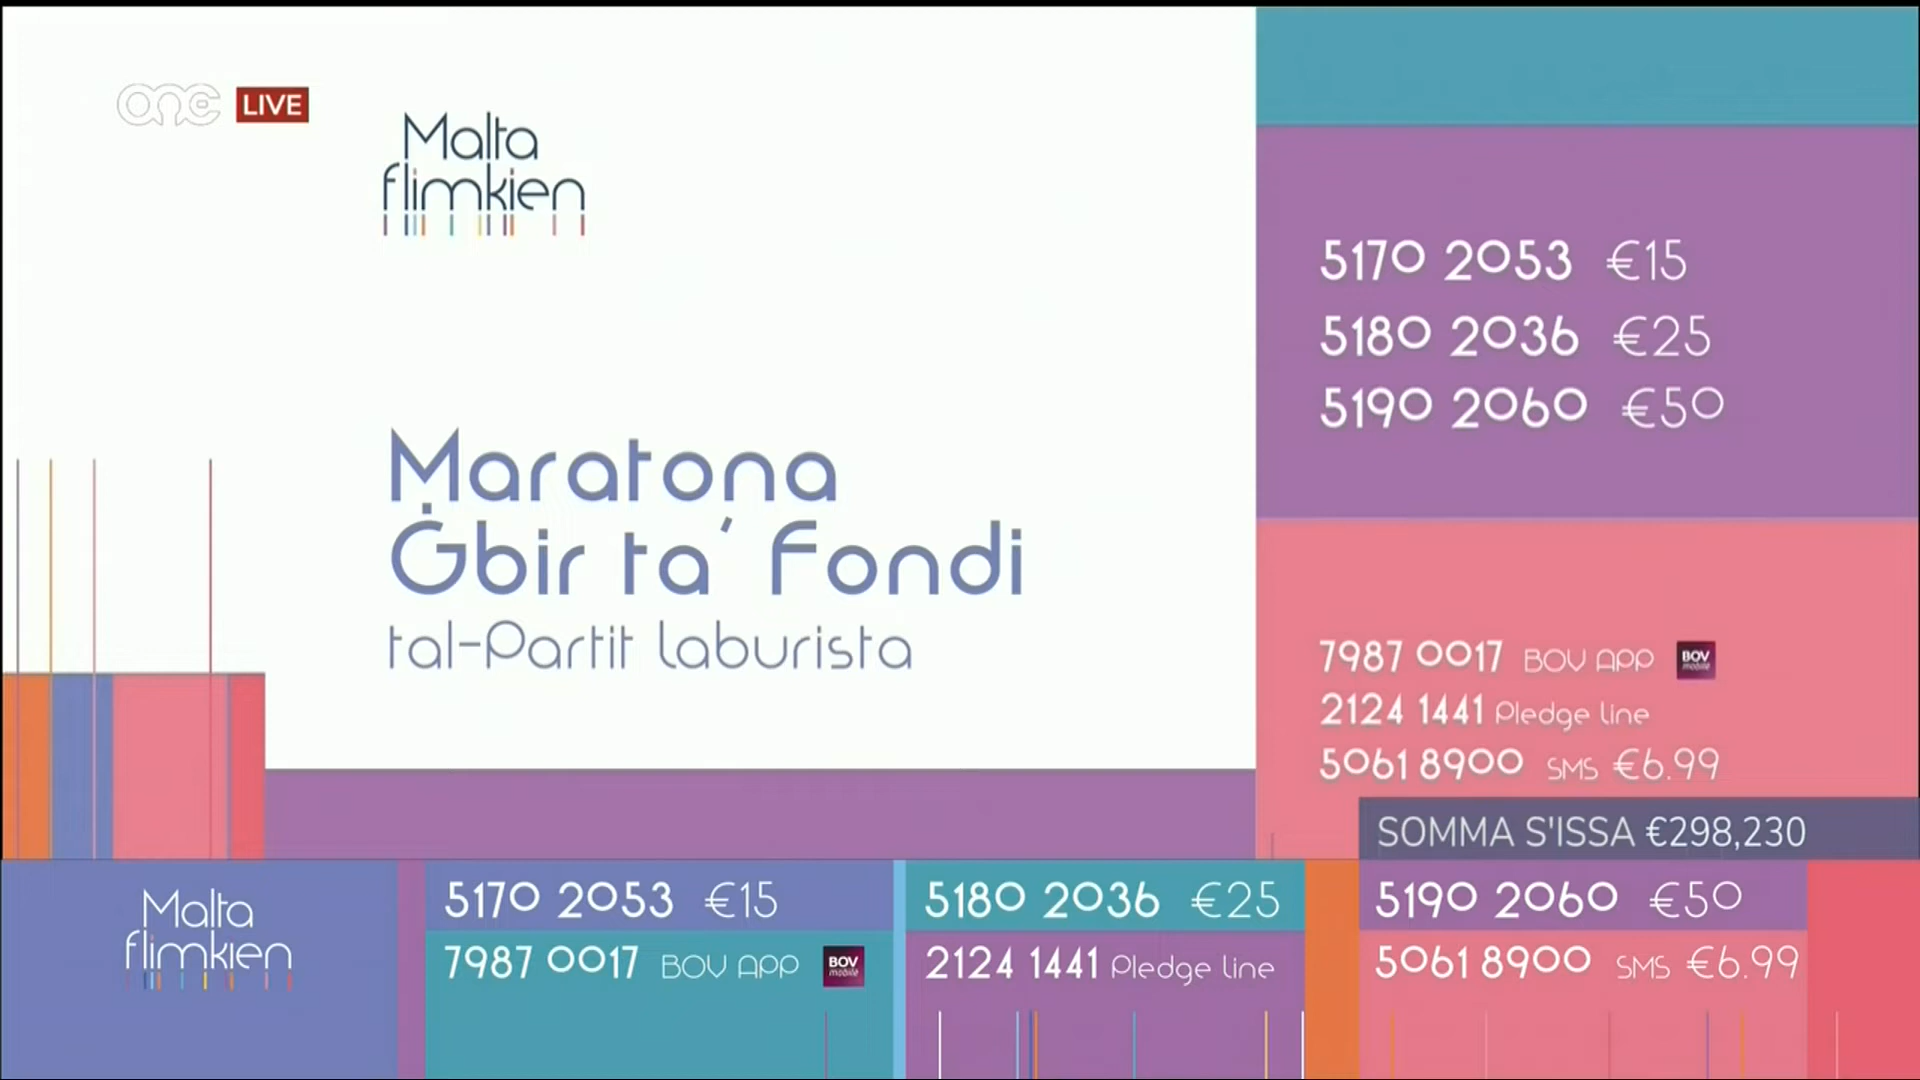 one LIVE
Malta
flimkien
Maratona
Ġbir ta' Fondi
tal-Partit laburista
5170 2053 €15
5180 2036 €25
5190 2060 €50
7987 0017 BOV APP BOV mobile
2124 1441 Pledge line
5061 8900 SMS €6.99
SOMMA S'ISSA €298,230
Malta
flimkien
5170 2053 €15
7987 0017 BOV APP BOV mobile
5180 2036 €25
2124 1441 Pledge line
5190 2060 €50
5061 8900 SMS €6.99